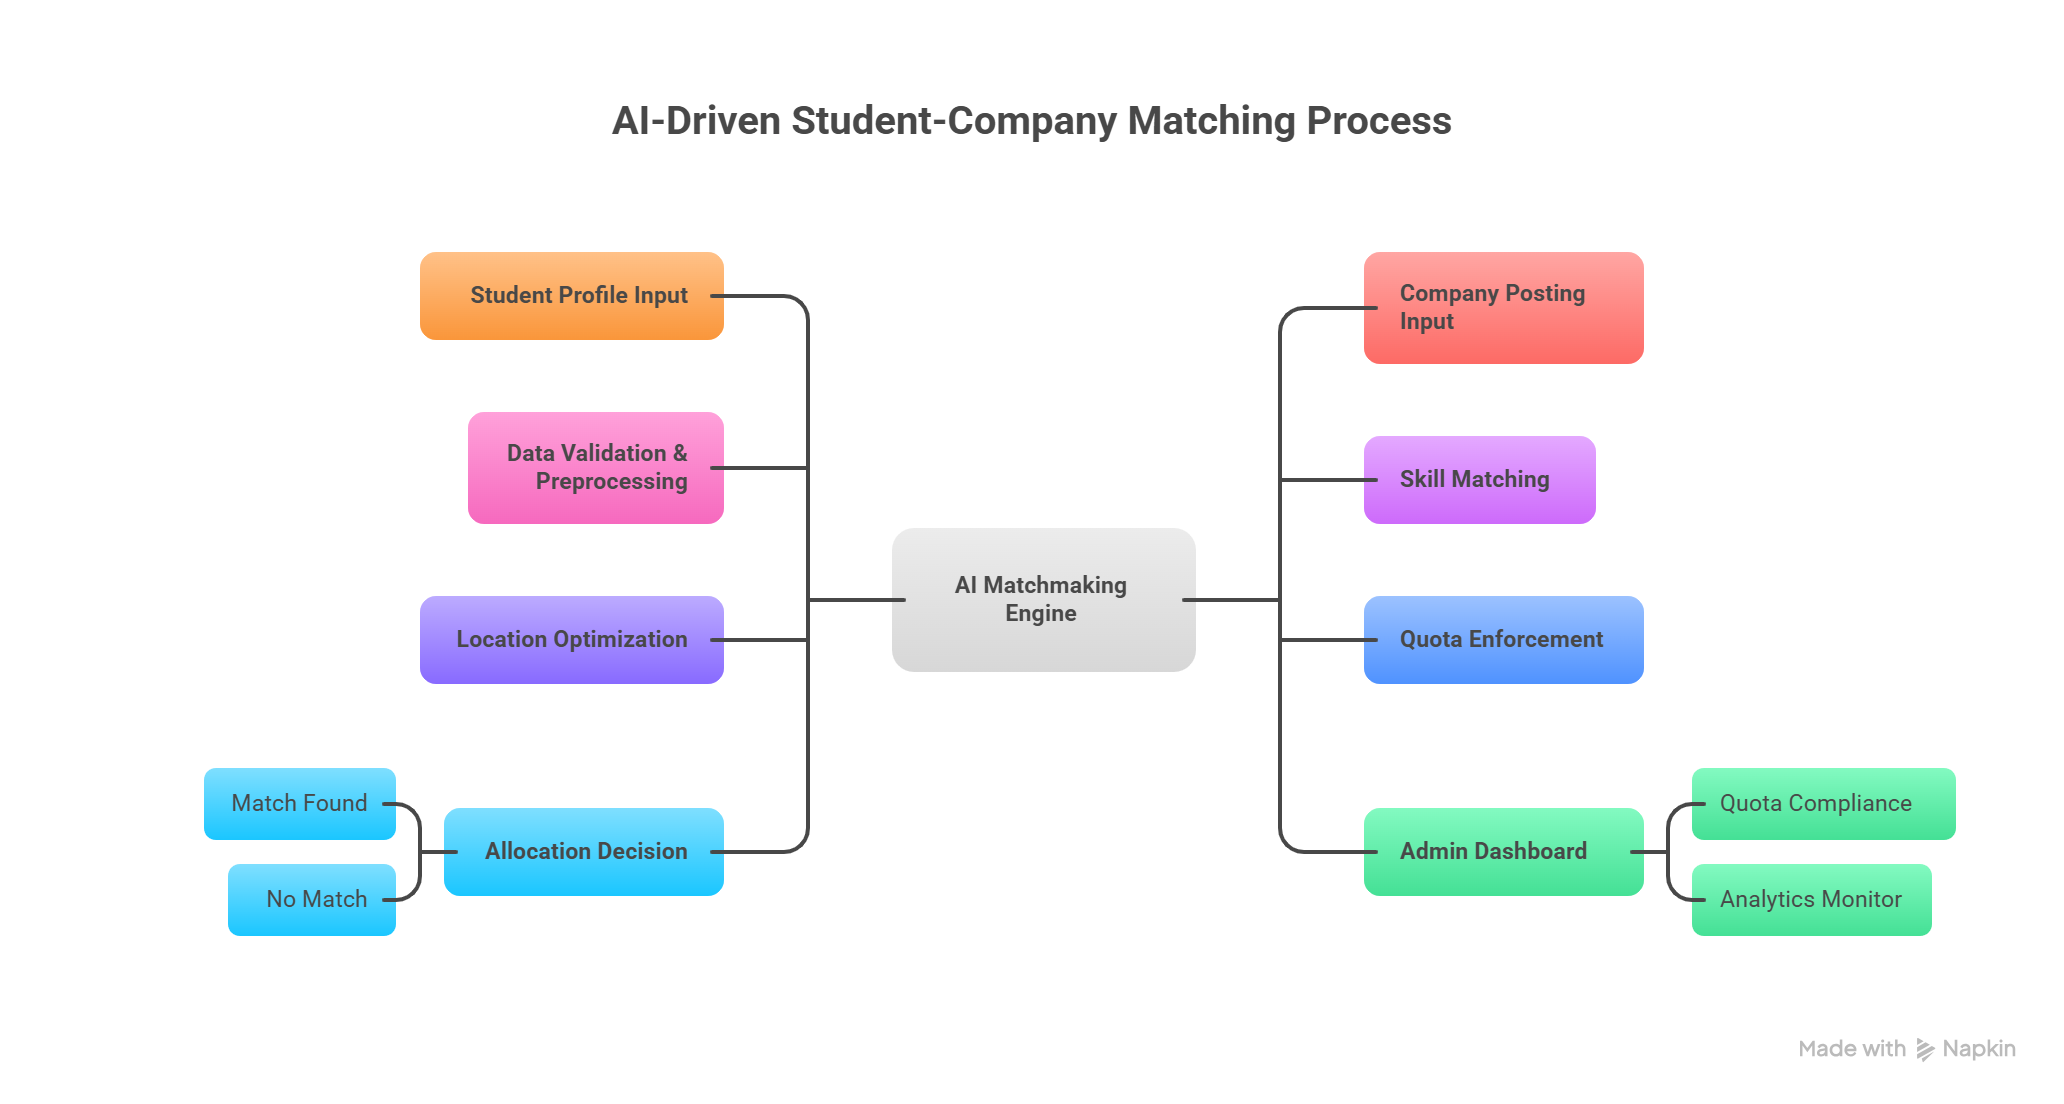 AI-Driven Student-Company Matching Process
Student Profile Input
Data Validation &
Preprocessing
Location Optimization
Allocation Decision
Match Found
No Match
AI Matchmaking
Engine
Company Posting
Input
Skill Matching
Quota Enforcement
Admin Dashboard
Quota Compliance
Analytics Monitor
Made with Napkin